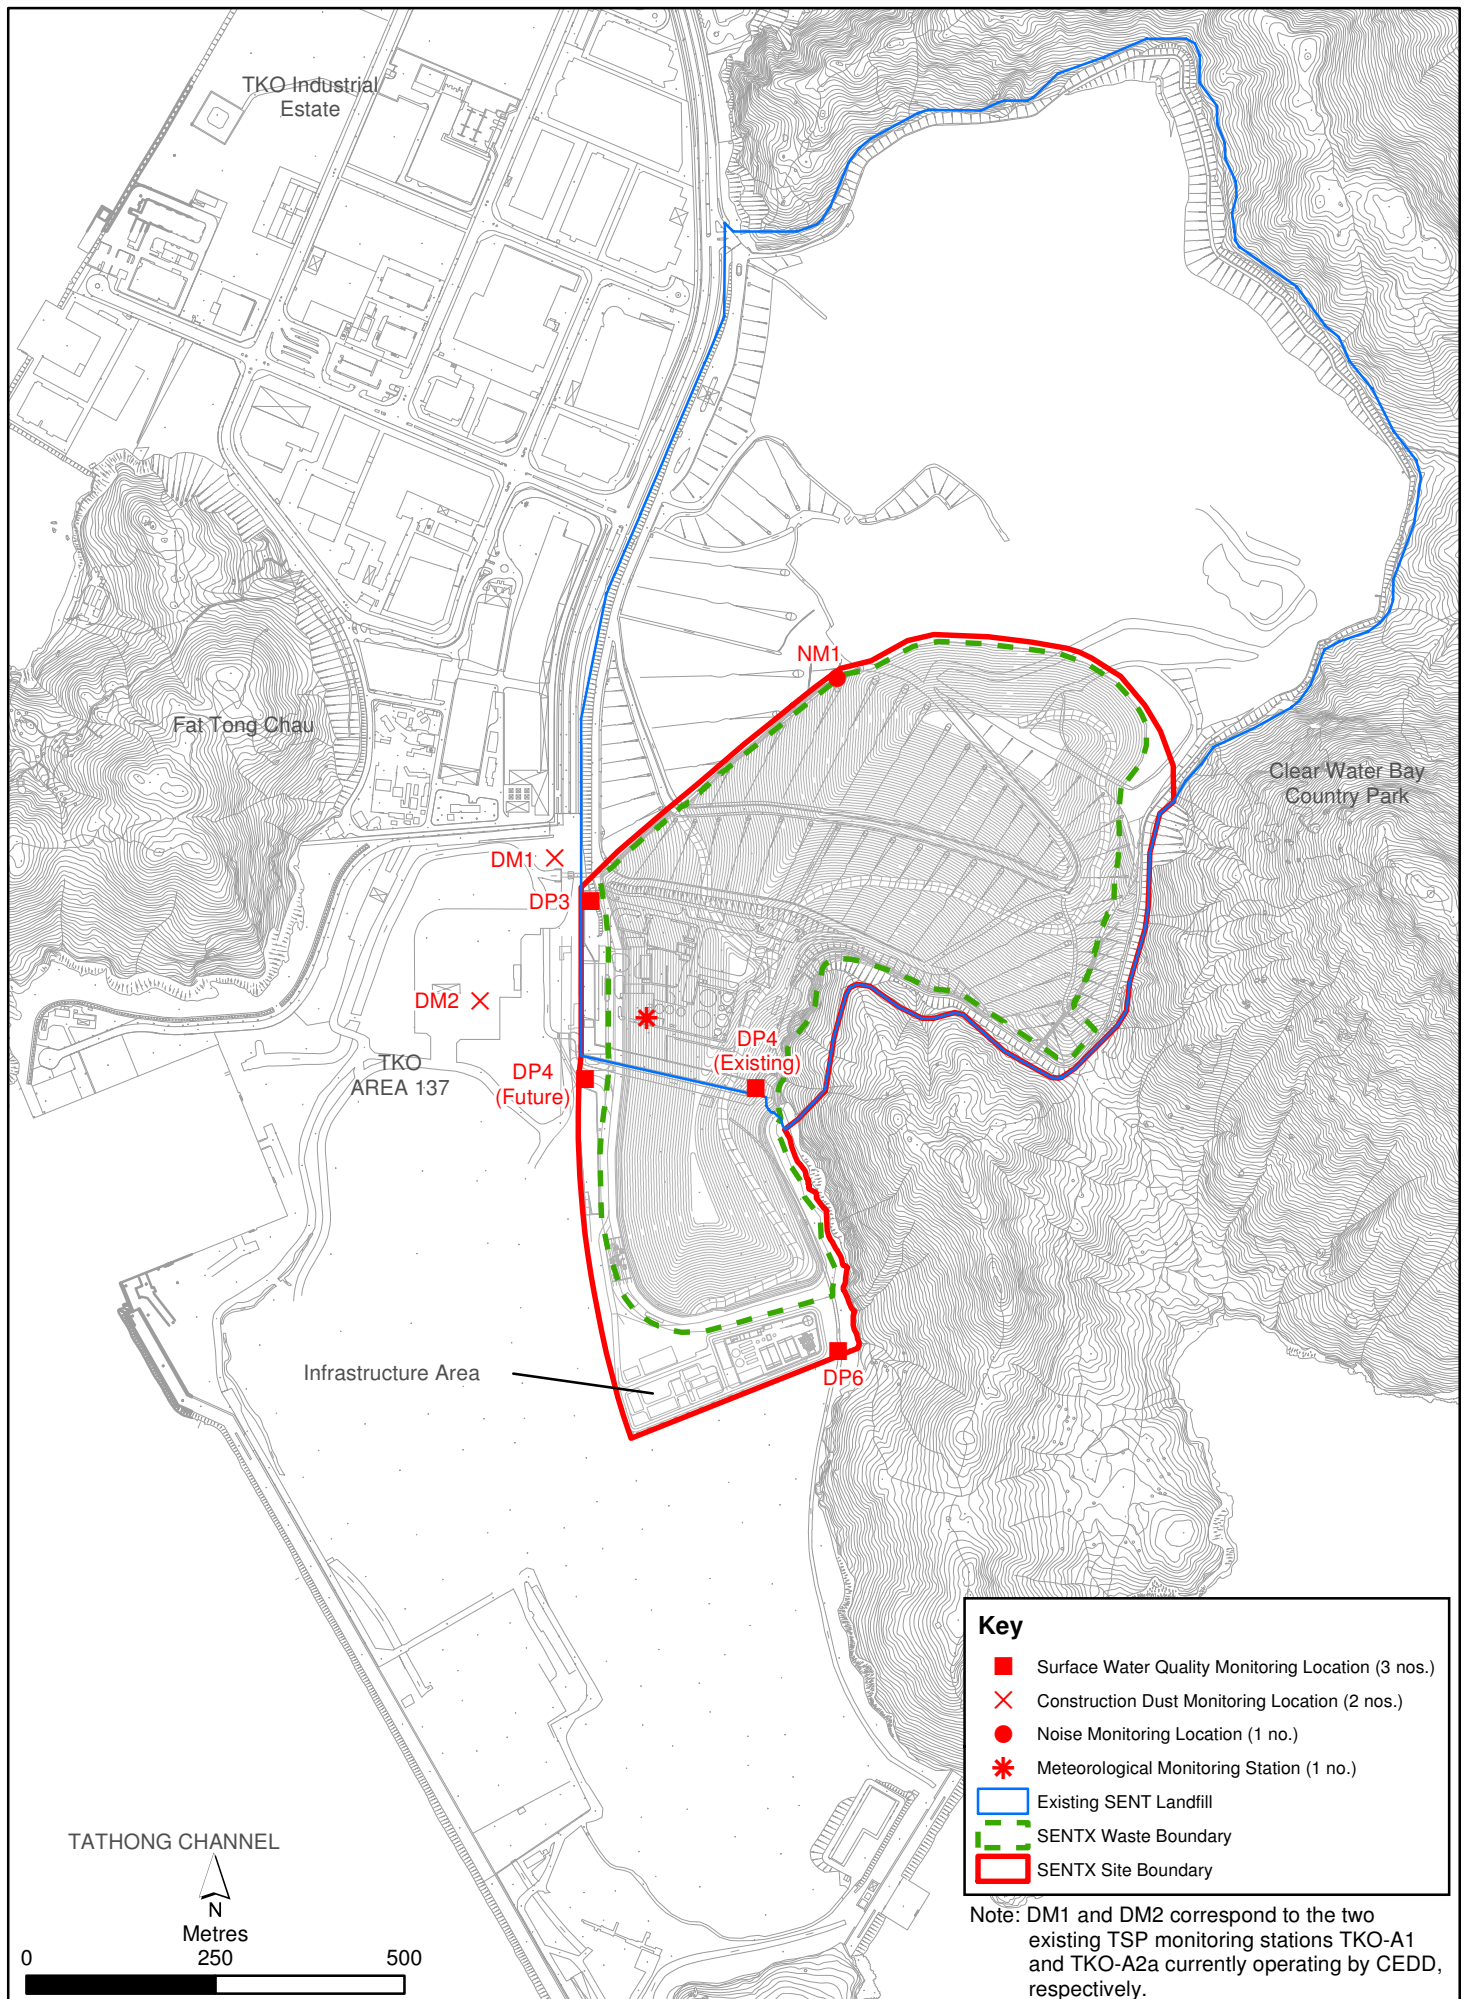 TKO Industrial
Estate
NM1
Fat Tong Chau
Clear Water Bay
Country Park
DM1
DP3
DM2
DP4
(Existing)
TKO
AREA 137
DP4
(Future)
Infrastructure Area
DP6
Key
Surface Water Quality Monitoring Location (3 nos.)
Construction Dust Monitoring Location (2 nos.)
Noise Monitoring Location (1 no.)
Meteorological Monitoring Station (1 no.)
Existing SENT Landfill
SENTX Waste Boundary
SENTX Site Boundary
TATHONG CHANNEL
N
Metres
0 250 500
Note: DM1 and DM2 correspond to the two
existing TSP monitoring stations TKO-A1
and TKO-A2a currently operating by CEDD,
respectively.